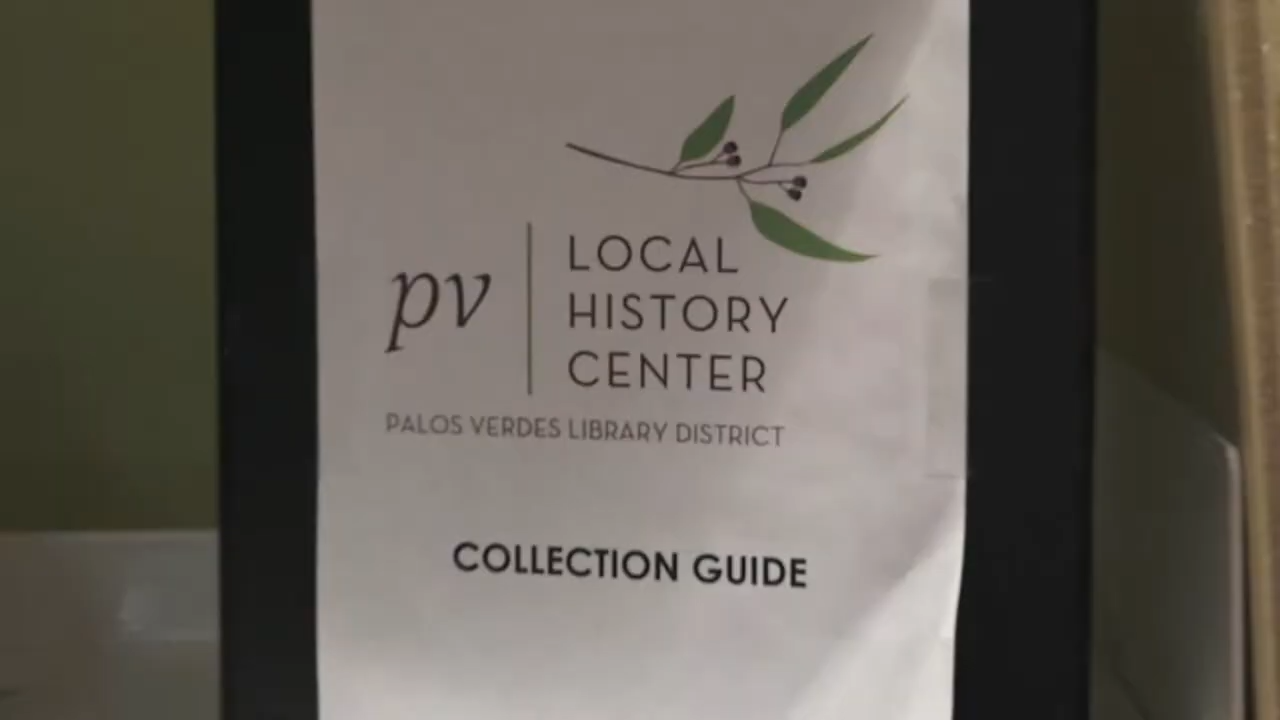 pv
LOCAL
HISTORY
CENTER
PALOS VERDES LIBRARY DISTRICT
COLLECTION GUIDE